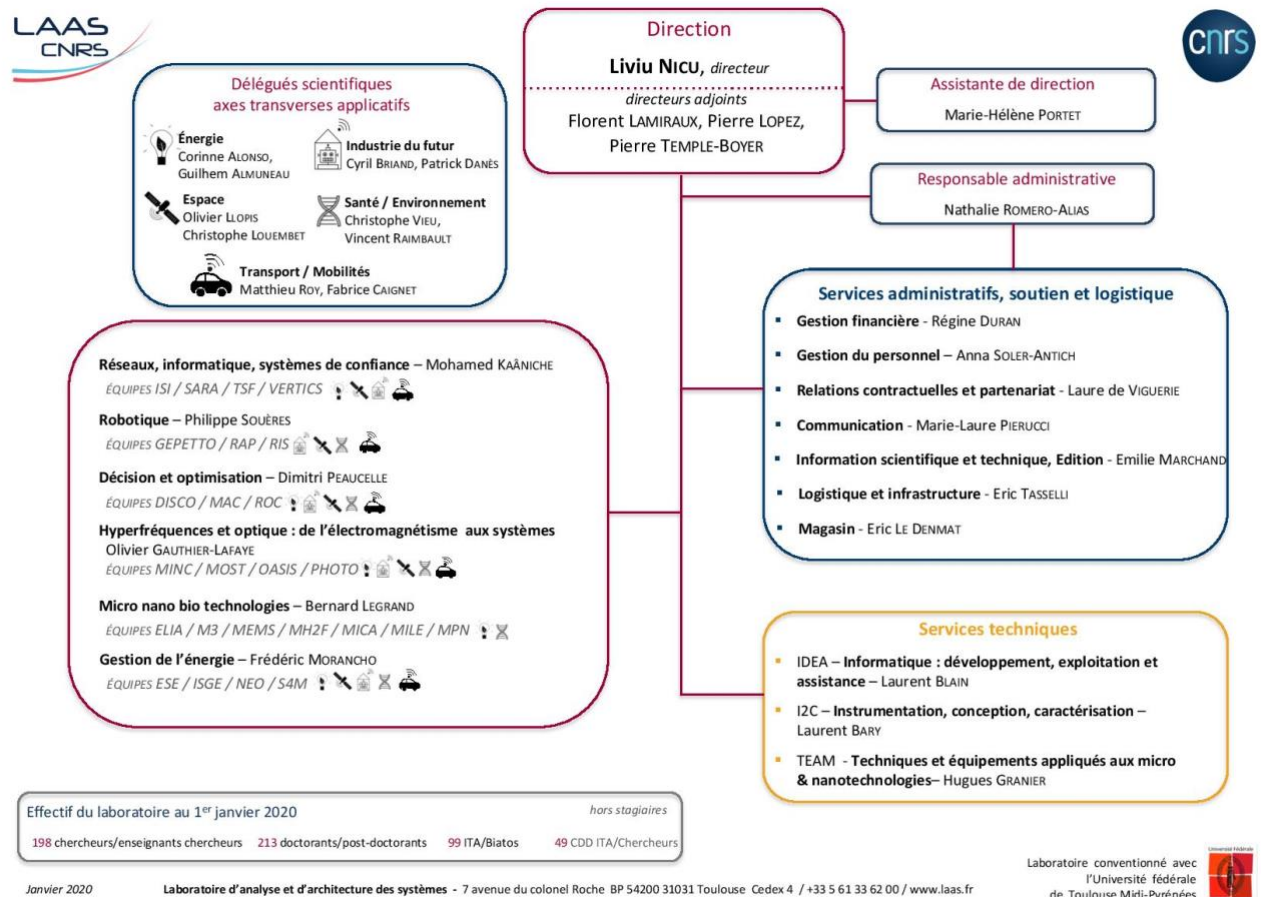 LAAS
CNRS
cnrs
Direction
Liviu NICU, directeur
directeurs adjoints
Florent LAMIRAUX, Pierre LOPEZ,
Pierre TEMPLE-BOYER
Assistante de direction
Marie-Hélène PORTET
Responsable administrative
Nathalie ROMERO-ALIAS
Délégués scientifiques
axes transverses applicatifs
Énergie
Corinne ALONSO,
Guilhem ALMUNEAU
Industrie du futur
Cyril BRIAND, Patrick DANÈS
Espace
Olivier LLOPIS
Christophe LOUEMBET
Santé / Environnement
Christophe VIEU,
Vincent RAIMBAULT
Transport / Mobilités
Matthieu ROY, Fabrice CAIGNET
Réseaux, informatique, systèmes de confiance – Mohamed KAÂNICHE
ÉQUIPES ISI / SARA / TSF / VERTICS
Robotique – Philippe SOUÈRES
ÉQUIPES GEPETTO / RAP / RIS
Décision et optimisation – Dimitri PEAUCELLE
ÉQUIPES DISCO / MAC / ROC
Hyperfréquences et optique : de l'électromagnétisme aux systèmes
Olivier GAUTHIER-LAFAYE
ÉQUIPES MINC / MOST / OASIS / PHOTO
Micro nano bio technologies – Bernard LEGRAND
ÉQUIPES ELIA / M3 / MEMS / MH2F / MICA / MILE / MPN
Gestion de l'énergie – Frédéric MORANCHO
ÉQUIPES ESE / ISGE / NEO / S4M
Services administratifs, soutien et logistique
▪ Gestion financière - Régine DURAN
▪ Gestion du personnel – Anna SOLER-ANTICH
▪ Relations contractuelles et partenariat - Laure de VIGUERIE
▪ Communication - Marie-Laure PIERUCCI
▪ Information scientifique et technique, Edition - Emilie MARCHAND
▪ Logistique et infrastructure - Eric TASSELLI
▪ Magasin - Eric LE DENMAT
Services techniques
▪ IDEA – Informatique : développement, exploitation et
assistance – Laurent BLAIN
▪ I2C – Instrumentation, conception, caractérisation –
Laurent BARY
▪ TEAM - Techniques et équipements appliqués aux micro
& nanotechnologies– Hugues GRANIER
Effectif du laboratoire au 1er janvier 2020 hors stagiaires
198 chercheurs/enseignants chercheurs 213 doctorants/post-doctorants 99 ITA/Biatos 49 CDD ITA/Chercheurs
Janvier 2020 Laboratoire d'analyse et d'architecture des systèmes - 7 avenue du colonel Roche BP 54200 31031 Toulouse Cedex 4 / +33 5 61 33 62 00 / www.laas.fr
Laboratoire conventionné avec
l'Université fédérale
de Toulouse Midi-Pyrénées
Université Fédérale